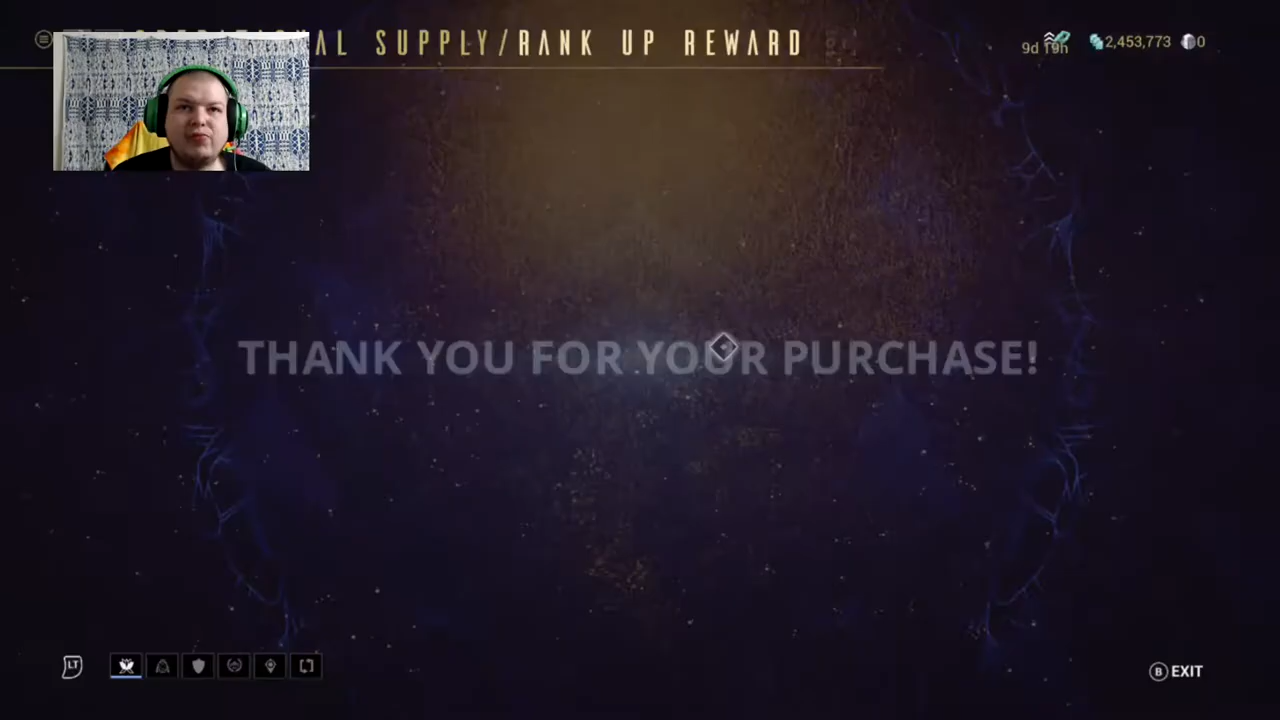 AL SUPPLY/RANK UP REWARD
9d 19h 2,453,773 0
THANK YOU FOR YOUR PURCHASE!
LT
B EXIT